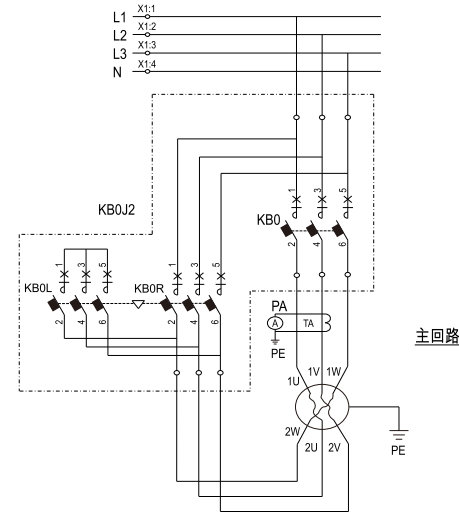 L1 X1:1
L2 X1:2
L3 X1:3
N X1:4
1 3 5
KB0J2
KB0
2 4 6
1 3 5
1 3 5
KB0L
KB0R
2 4 6
2 4 6
PA
A
TA
PE
主回路
1V 1W
1U
2W
2U 2V
PE